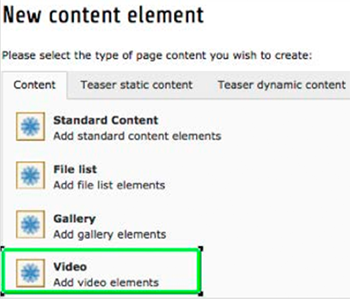 New content element
Please select the type of page content you wish to create:
Content Teaser static content Teaser dynamic content
Standard Content
Add standard content elements
File list
Add file list elements
Gallery
Add gallery elements
Video
Add video elements